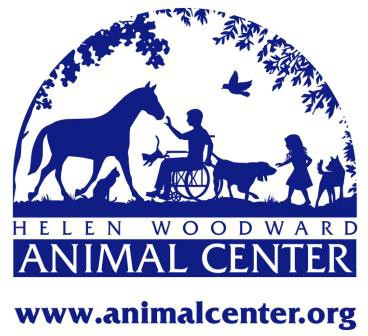 HELEN WOODWARD
ANIMAL CENTER
www.animalcenter.org